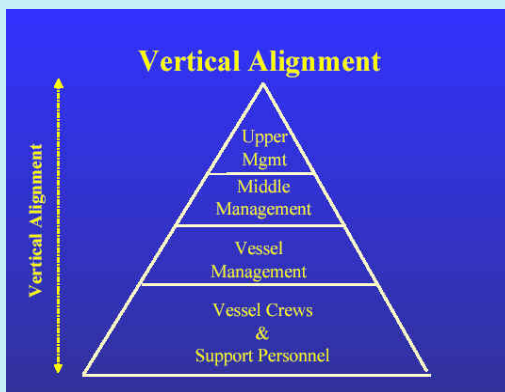 Vertical Alignment
Vertical Alignment
Upper
Mgmt
Middle
Management
Vessel
Management
Vessel Crews
&
Support Personnel